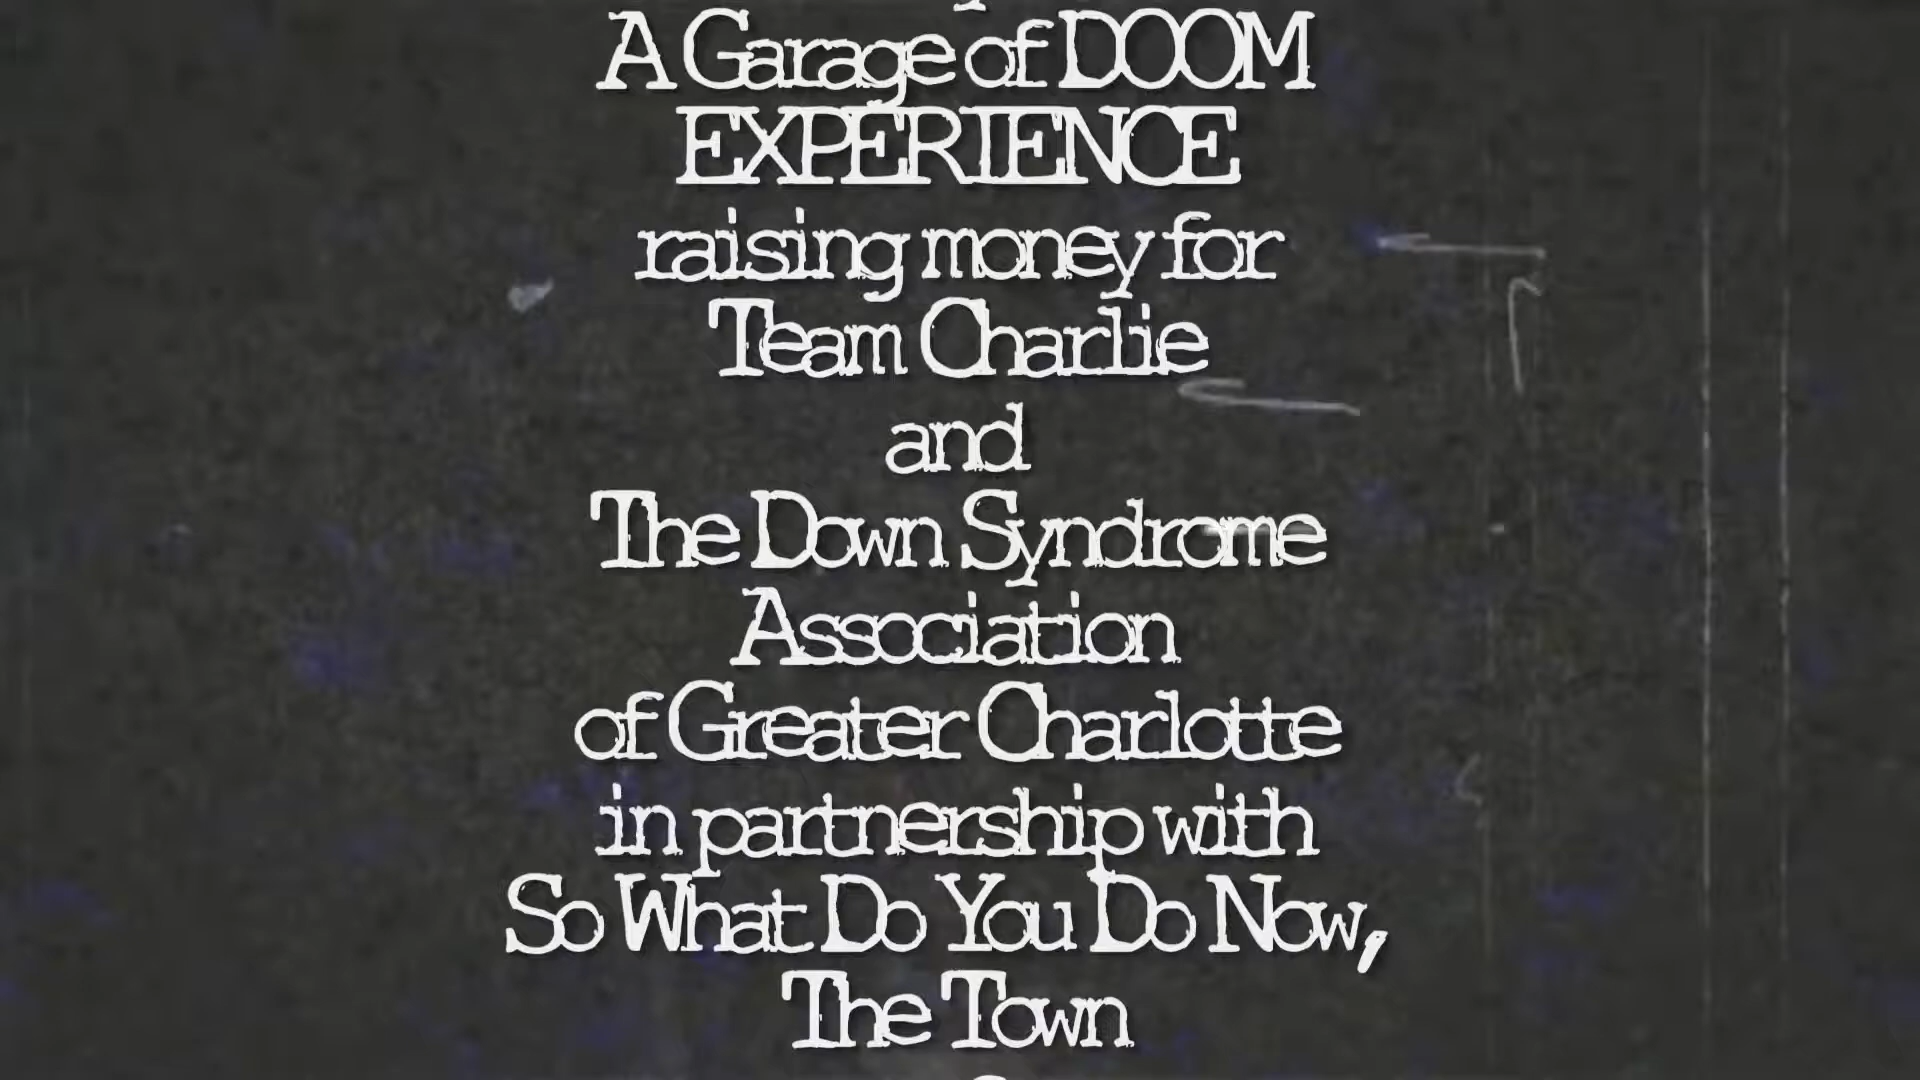 A Garage of DOOM
EXPERIENCE
raising money for
Team Charlie
and
The Down Syndrome
Association
of Greater Charlotte
in partnership with
So What Do You Do Now,
The Town